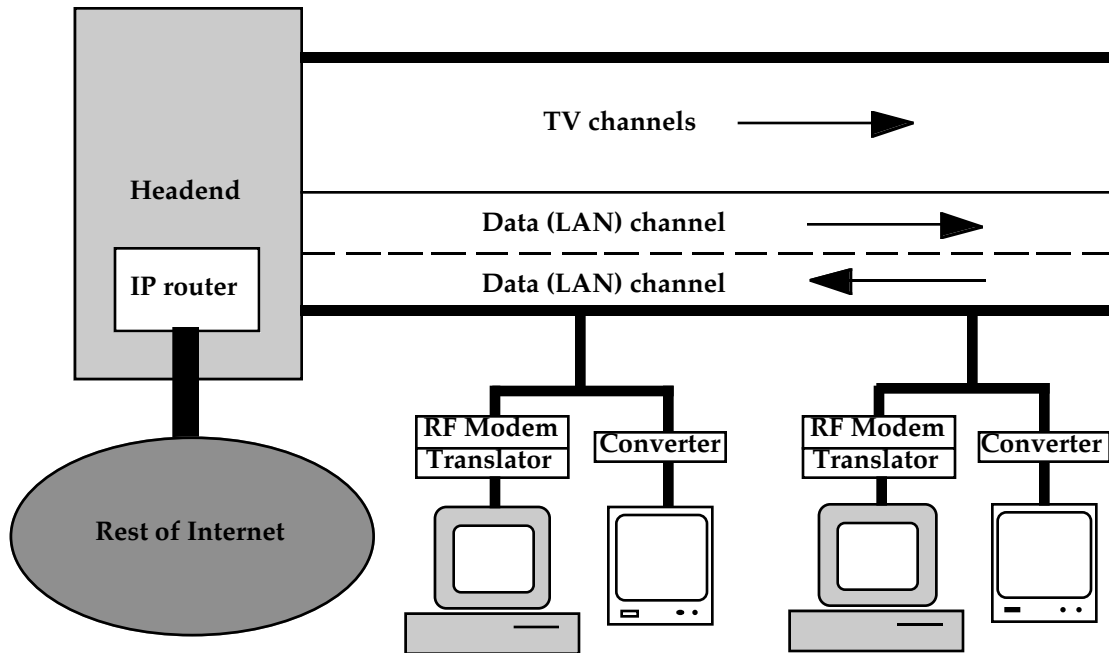 TV channels
Headend
Data (LAN) channel
IP router
Data (LAN) channel
RF Modem
Translator
Converter
RF Modem
Translator
Converter
Rest of Internet